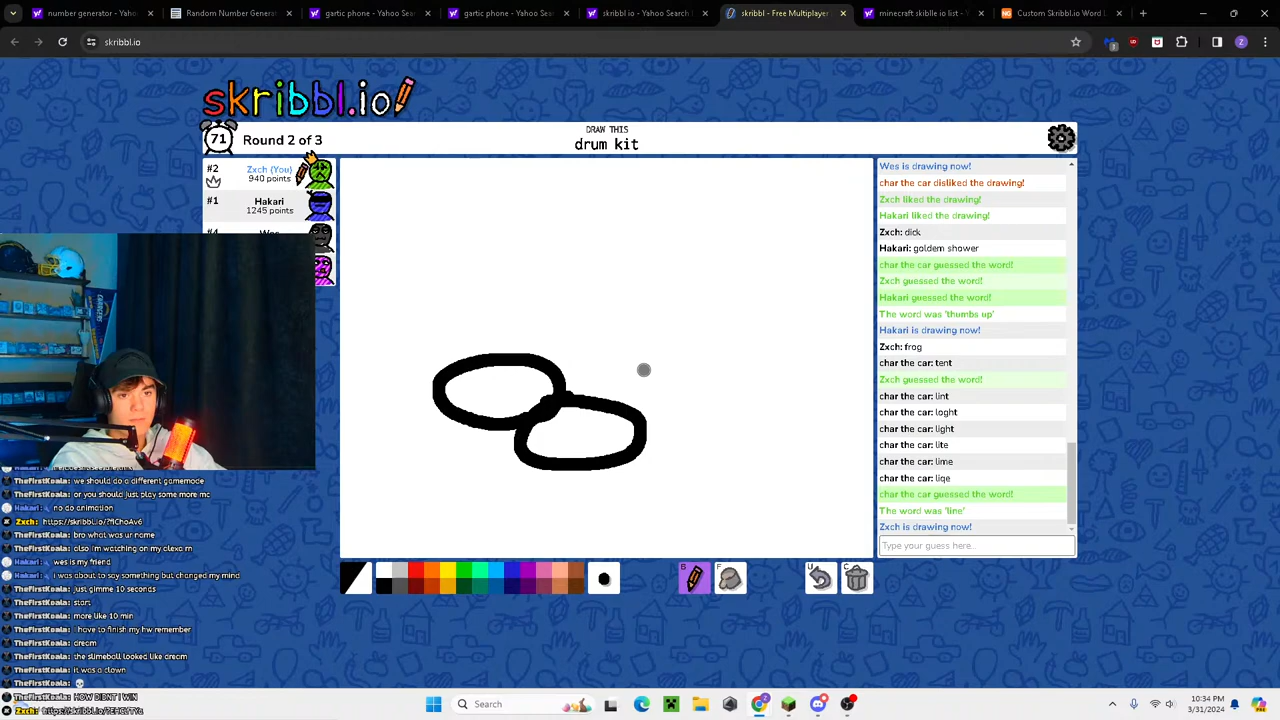 number generator - Yahoo
Random Number Generator
gartic phone - Yahoo
gartic phone - Yahoo
skribbl io - Yahoo Search
skribbl - Free Multiplayer
minecraft skible io list - Y
Custom Skribbl.io Word L
skribbl.io
skribbl.io
71
Round 2 of 3
DRAW THIS
drum kit
#2
Zxch (You)
940 points
#1
Hakari
1245 points
#4
Wes is drawing now!
char the car disliked the drawing!
Zxch liked the drawing!
Hakari liked the drawing!
Zxch: dick
Hakari: goldem shower
char the car guessed the word!
Zxch guessed the word!
Hakari guessed the word!
The word was 'thumbs up'
Hakari is drawing now!
Zxch: frog
char the car: tent
Zxch guessed the word!
char the car: lint
char the car: loght
char the car: light
char the car: lite
char the car: lime
char the car: liqe
char the car guessed the word!
The word was 'line'
Zxch is drawing now!
Type your guess here...
B
F
U
C
TheFirstKoala: we should do a different gamemode
TheFirstKoala: or you should just play some more mc
Hakari: no do animation
Zxch: https://skribbl.io/?fIChoAv6
TheFirstKoala: bro what was ur name
TheFirstKoala: also i'm watching on my alexa rn
Hakari: wes is my friend
Hakari: i was about to say something but changed my mind
TheFirstKoala: just gimme 10 seconds
TheFirstKoala: start
TheFirstKoala: more like 10 min
TheFirstKoala: I have to finish my hw remember
TheFirstKoala: dream
TheFirstKoala: the slimeball looked like dream
TheFirstKoala: it was a clown
TheFirstKoala: 💀
TheFirstKoala: HOW DIDNT I WIN
Zxch:
Search
10:34 PM
3/31/2024